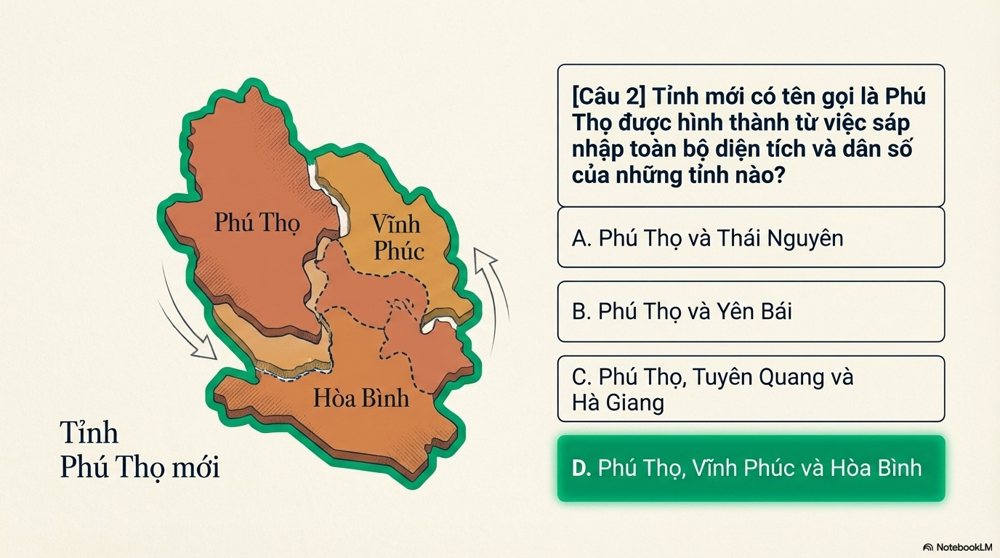 Phú Thọ
Vĩnh
Phúc
Hòa Bình
Tỉnh
Phú Thọ mới
[Câu 2] Tỉnh mới có tên gọi là Phú
Thọ được hình thành từ việc sáp
nhập toàn bộ diện tích và dân số
của những tỉnh nào?
A. Phú Thọ và Thái Nguyên
B. Phú Thọ và Yên Bái
C. Phú Thọ, Tuyên Quang và
Hà Giang
D. Phú Thọ, Vĩnh Phúc và Hòa Bình
NotebookLM